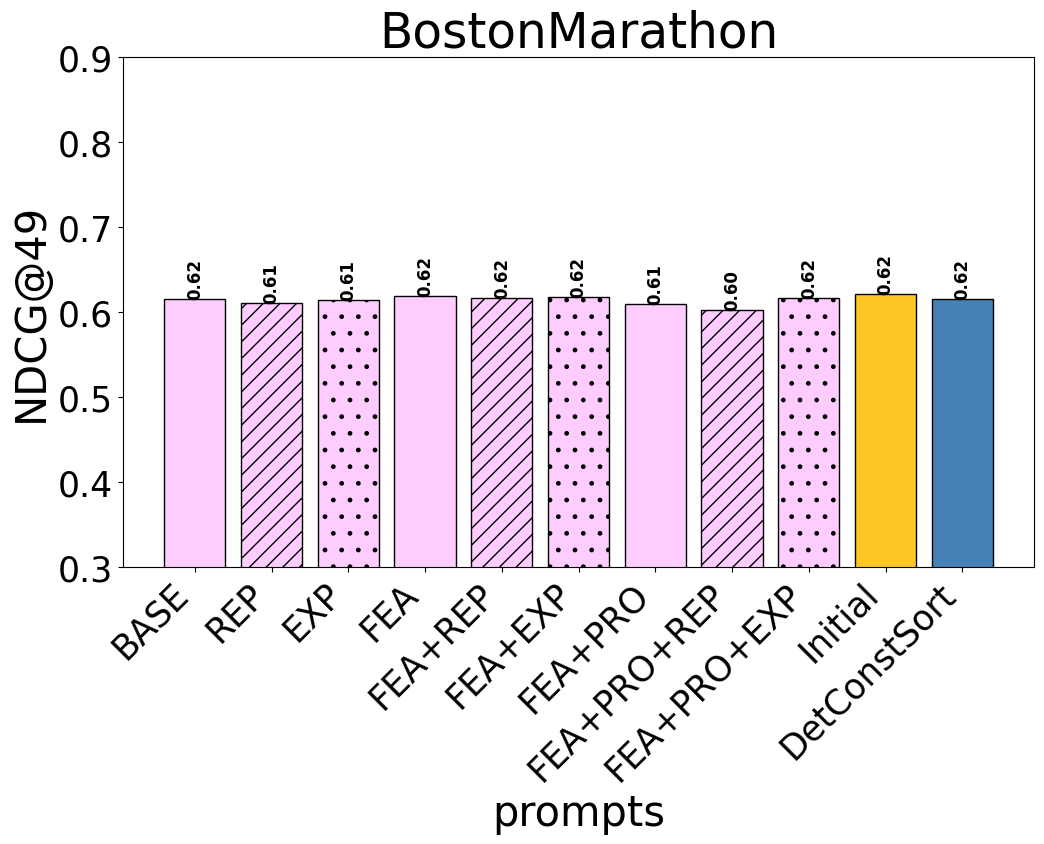 BostonMarathon
NDCG@49
0.9
0.8
0.7
0.6
0.5
0.4
0.3
0.62
0.61
0.61
0.62
0.62
0.62
0.61
0.60
0.62
0.62
0.62
BASE
REP
EXP
FEA
FEA+REP
FEA+EXP
FEA+PRO
FEA+PRO+REP
FEA+PRO+EXP
Initial
DetConstSort
prompts